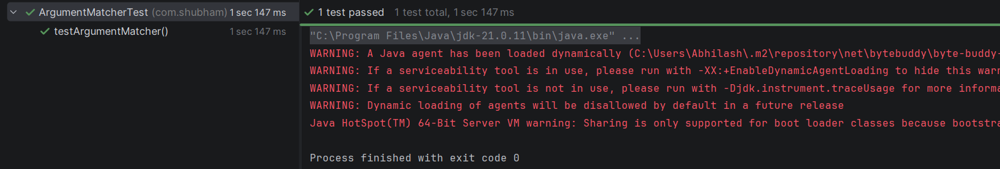 ArgumentMatcherTest (com.shubham) 1 sec 147 ms
testArgumentMatcher() 1 sec 147 ms
1 test passed 1 test total, 1 sec 147 ms
"C:\Program Files\Java\jdk-21.0.11\bin\java.exe" ...
WARNING: A Java agent has been loaded dynamically (C:\Users\Abhilash\.m2\repository\net\bytebuddy\byte-buddy-
WARNING: If a serviceability tool is in use, please run with -XX:+EnableDynamicAgentLoading to hide this warn
WARNING: If a serviceability tool is not in use, please run with -Djdk.instrument.traceUsage for more informa
WARNING: Dynamic loading of agents will be disallowed by default in a future release
Java HotSpot(TM) 64-Bit Server VM warning: Sharing is only supported for boot loader classes because bootstra
Process finished with exit code 0